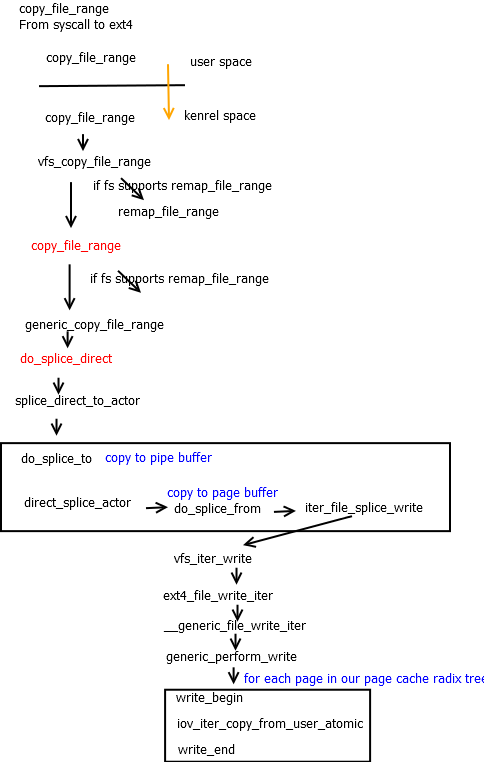 copy_file_range
From syscall to ext4
copy_file_range
user space
copy_file_range
kenrel space
vfs_copy_file_range
if fs supports remap_file_range
remap_file_range
copy_file_range
if fs supports remap_file_range
generic_copy_file_range
do_splice_direct
splice_direct_to_actor
do_splice_to
copy to pipe buffer
copy to page buffer
direct_splice_actor
do_splice_from
iter_file_splice_write
vfs_iter_write
ext4_file_write_iter
__generic_file_write_iter
generic_perform_write
for each page in our page cache radix tree
write_begin
iov_iter_copy_from_user_atomic
write_end